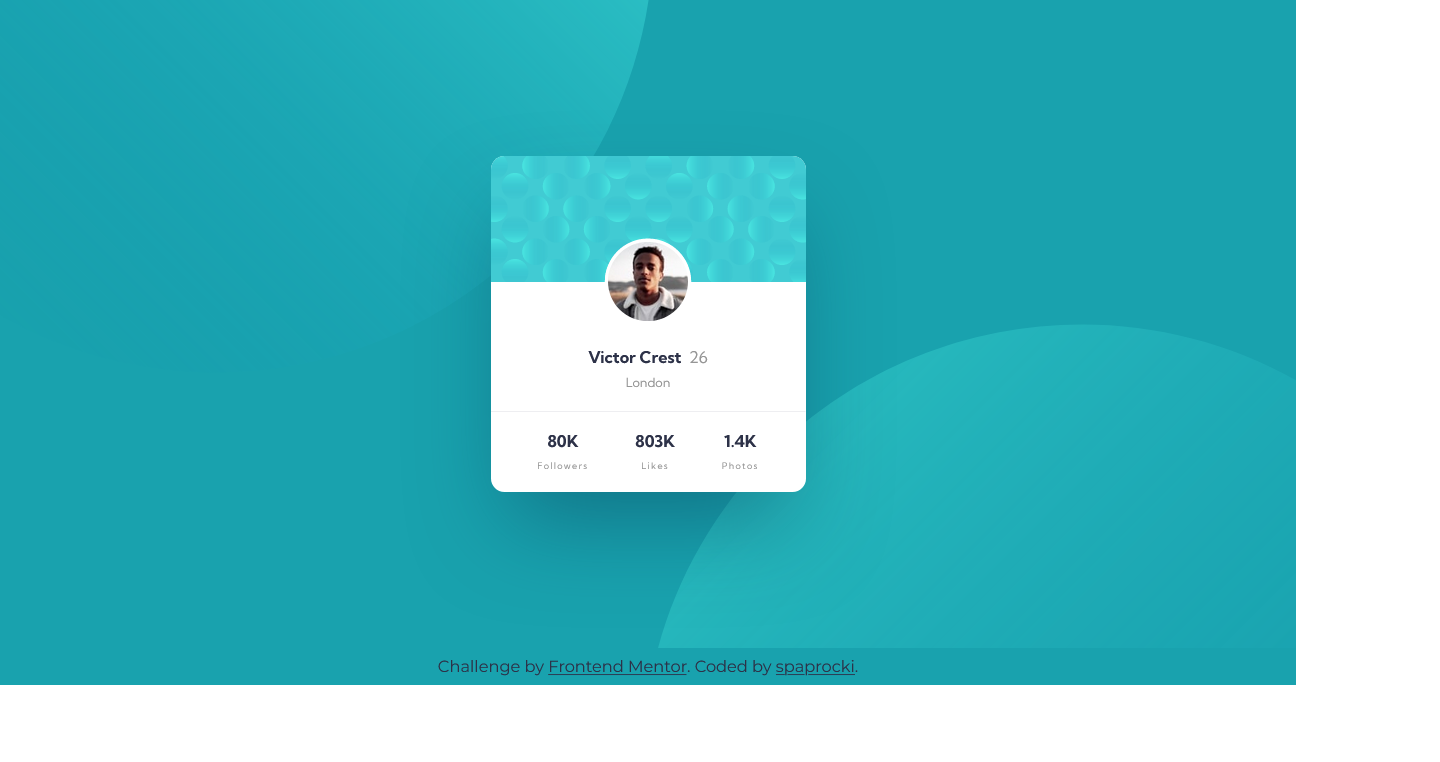 Victor Crest 26
London
80K 803K 1.4K
Followers Likes Photos
Challenge by Frontend Mentor. Coded by spaprocki.